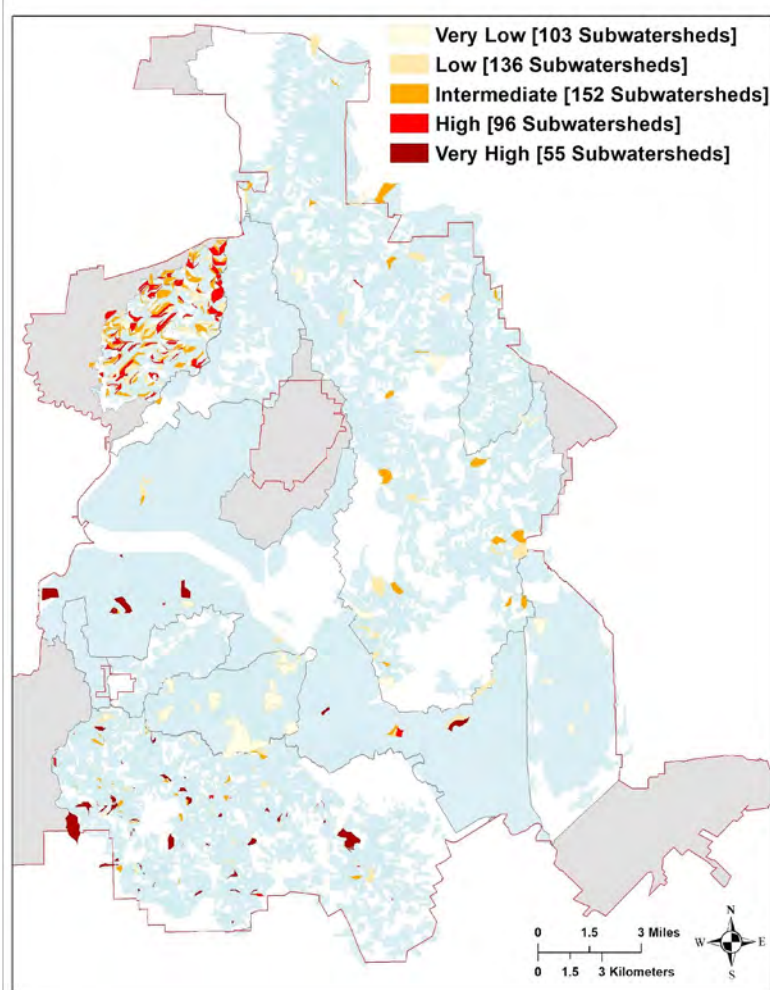 Very Low [103 Subwatersheds]
Low [136 Subwatersheds]
Intermediate [152 Subwatersheds]
High [96 Subwatersheds]
Very High [55 Subwatersheds]
N
W E
S
0 1.5 3 Miles
0 1.5 3 Kilometers